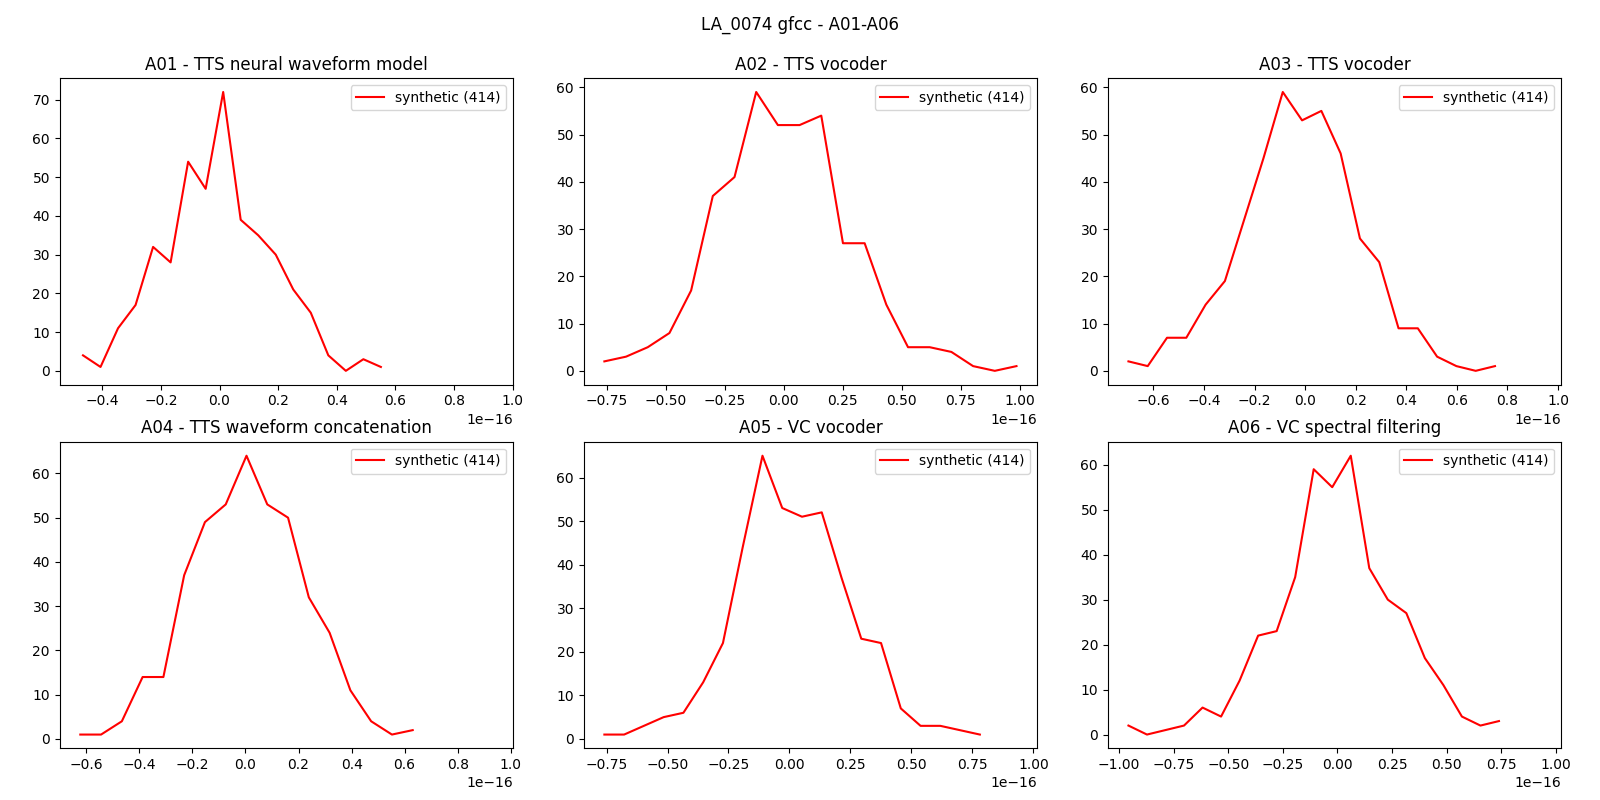 LA_0074 gfcc - A01-A06
A01 - TTS neural waveform model
synthetic (414)
70
60
50
40
30
20
10
0
−0.4 −0.2 0.0 0.2 0.4 0.6 0.8 1.0
1e−16
A02 - TTS vocoder
synthetic (414)
60
50
40
30
20
10
0
−0.75 −0.50 −0.25 0.00 0.25 0.50 0.75 1.00
1e−16
A03 - TTS vocoder
synthetic (414)
60
50
40
30
20
10
0
−0.6 −0.4 −0.2 0.0 0.2 0.4 0.6 0.8 1.0
1e−16
A04 - TTS waveform concatenation
synthetic (414)
60
50
40
30
20
10
0
−0.6 −0.4 −0.2 0.0 0.2 0.4 0.6 0.8 1.0
1e−16
A05 - VC vocoder
synthetic (414)
60
50
40
30
20
10
0
−0.75 −0.50 −0.25 0.00 0.25 0.50 0.75 1.00
1e−16
A06 - VC spectral filtering
synthetic (414)
60
50
40
30
20
10
0
−1.00 −0.75 −0.50 −0.25 0.00 0.25 0.50 0.75 1.00
1e−16